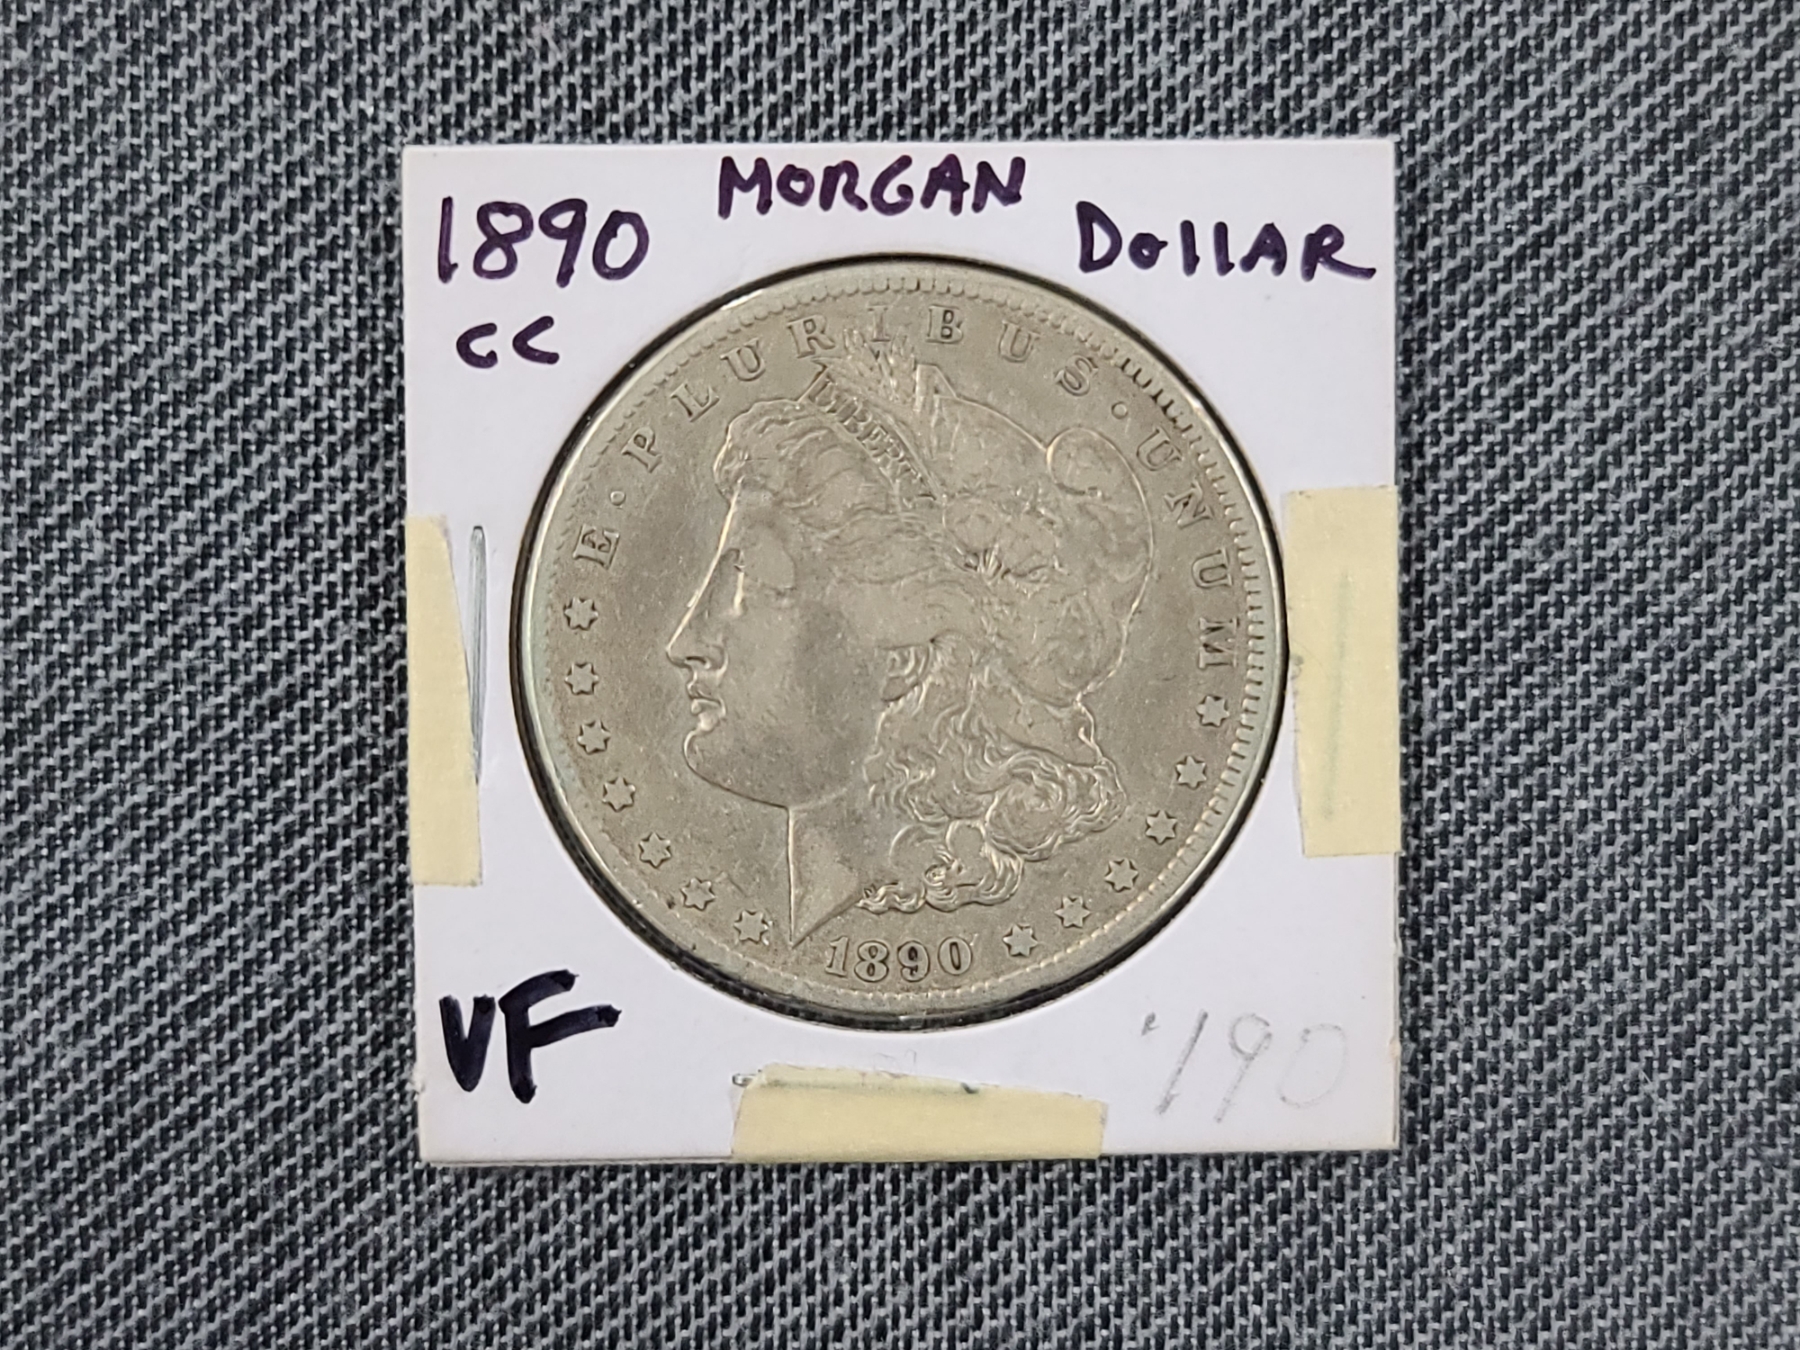 MORGAN
1890 DollAR
CC
E · PLURIBUS · UNUM
LIBERTY
1890
VF
190